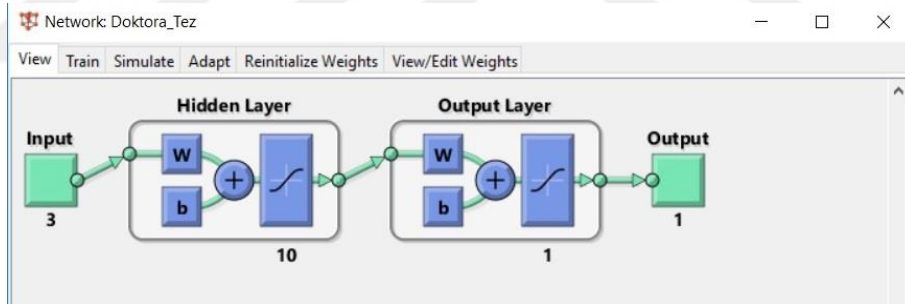 Network: Doktora_Tez
View Train Simulate Adapt Reinitialize Weights View/Edit Weights
Hidden Layer Output Layer
Input Output
W W
b b
3 1
10 1